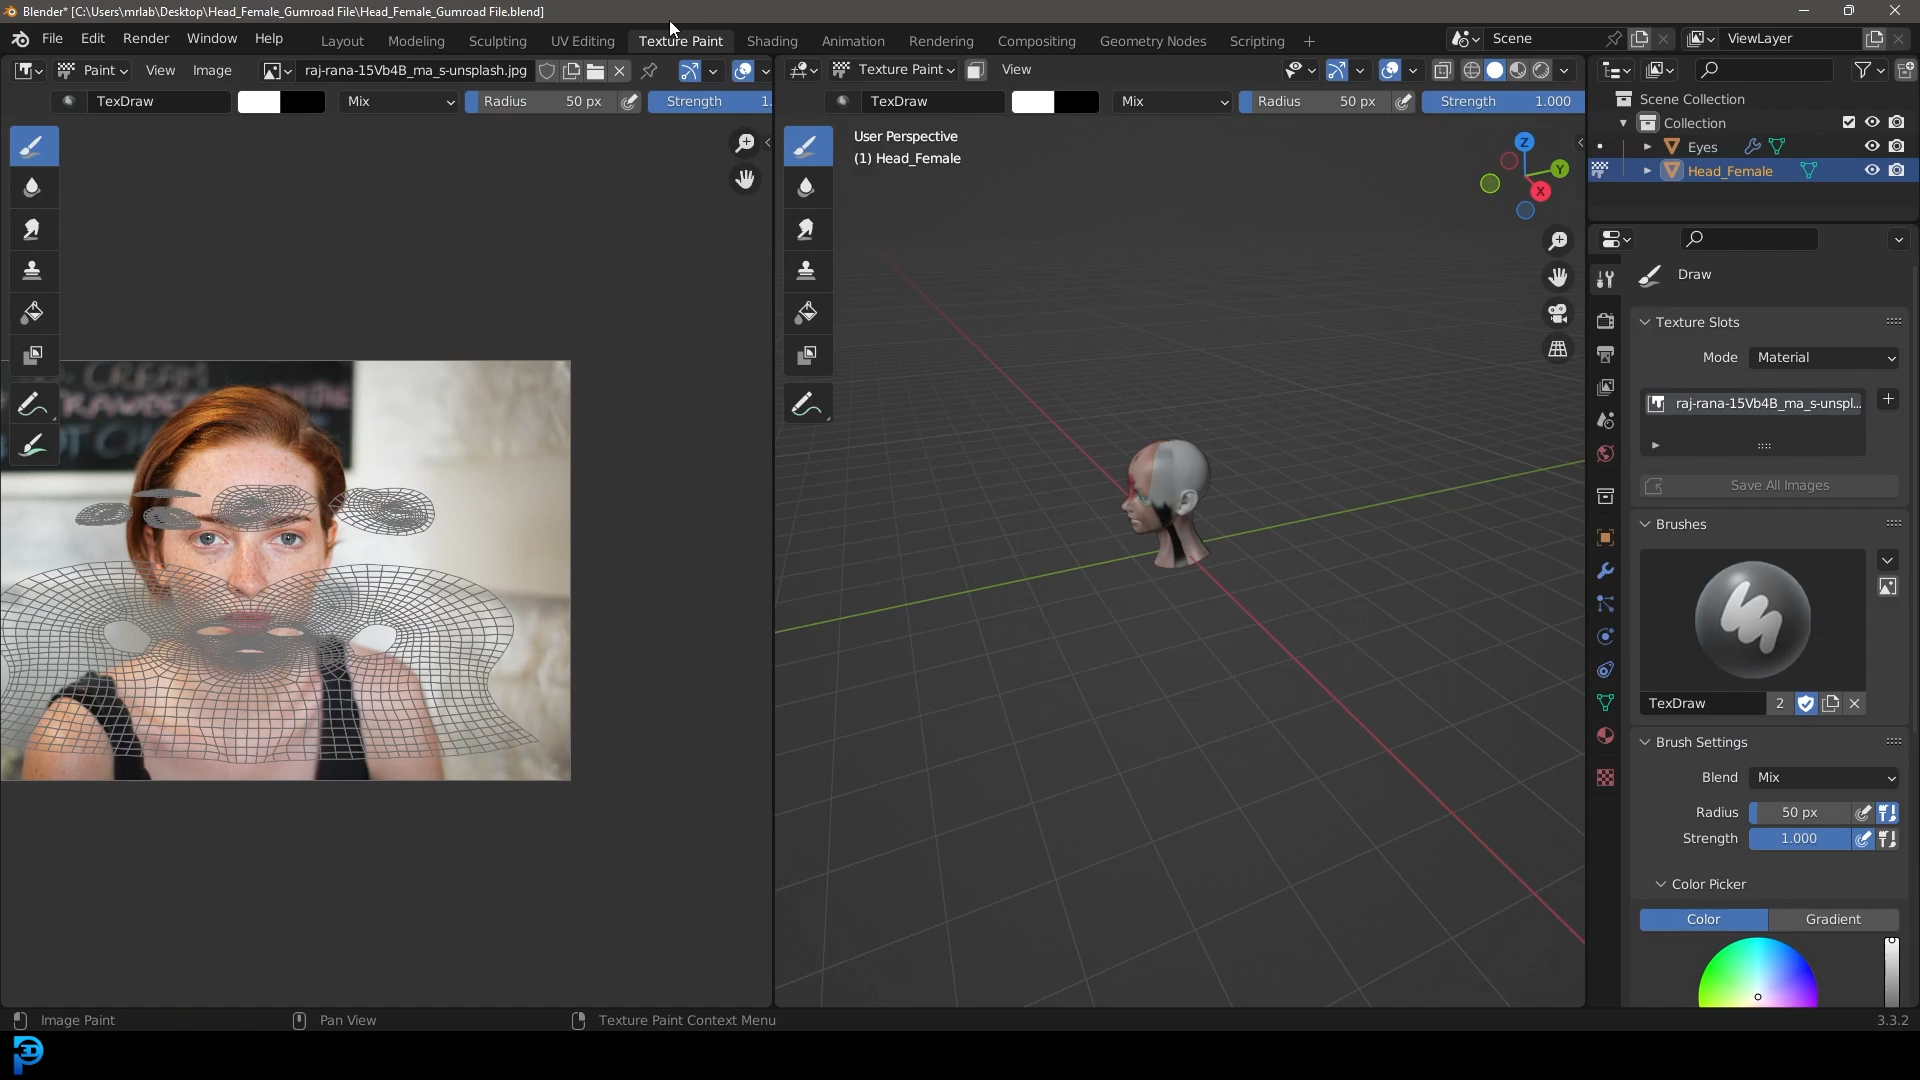 Blender* [C:\Users\mrlab\Desktop\Head_Female_Gumroad File\Head_Female_Gumroad File.blend]
File Edit Render Window Help Layout Modeling Sculpting UV Editing Texture Paint Shading Animation Rendering Compositing Geometry Nodes Scripting + Scene ViewLayer
Paint View Image raj-rana-15Vb4B_ma_s-unsplash.jpg Texture Paint View
TexDraw Mix Radius 50 px Strength 1. TexDraw Mix Radius 50 px Strength 1.000
User Perspective
(1) Head_Female
Z
Y
X
Scene Collection
Collection
Eyes
Head_Female
Draw
Texture Slots
Mode Material
raj-rana-15Vb4B_ma_s-unspl...
Save All Images
Brushes
TexDraw 2
Brush Settings
Blend Mix
Radius 50 px
Strength 1.000
Color Picker
Color Gradient
CREAM
Image Paint Pan View Texture Paint Context Menu 3.3.2